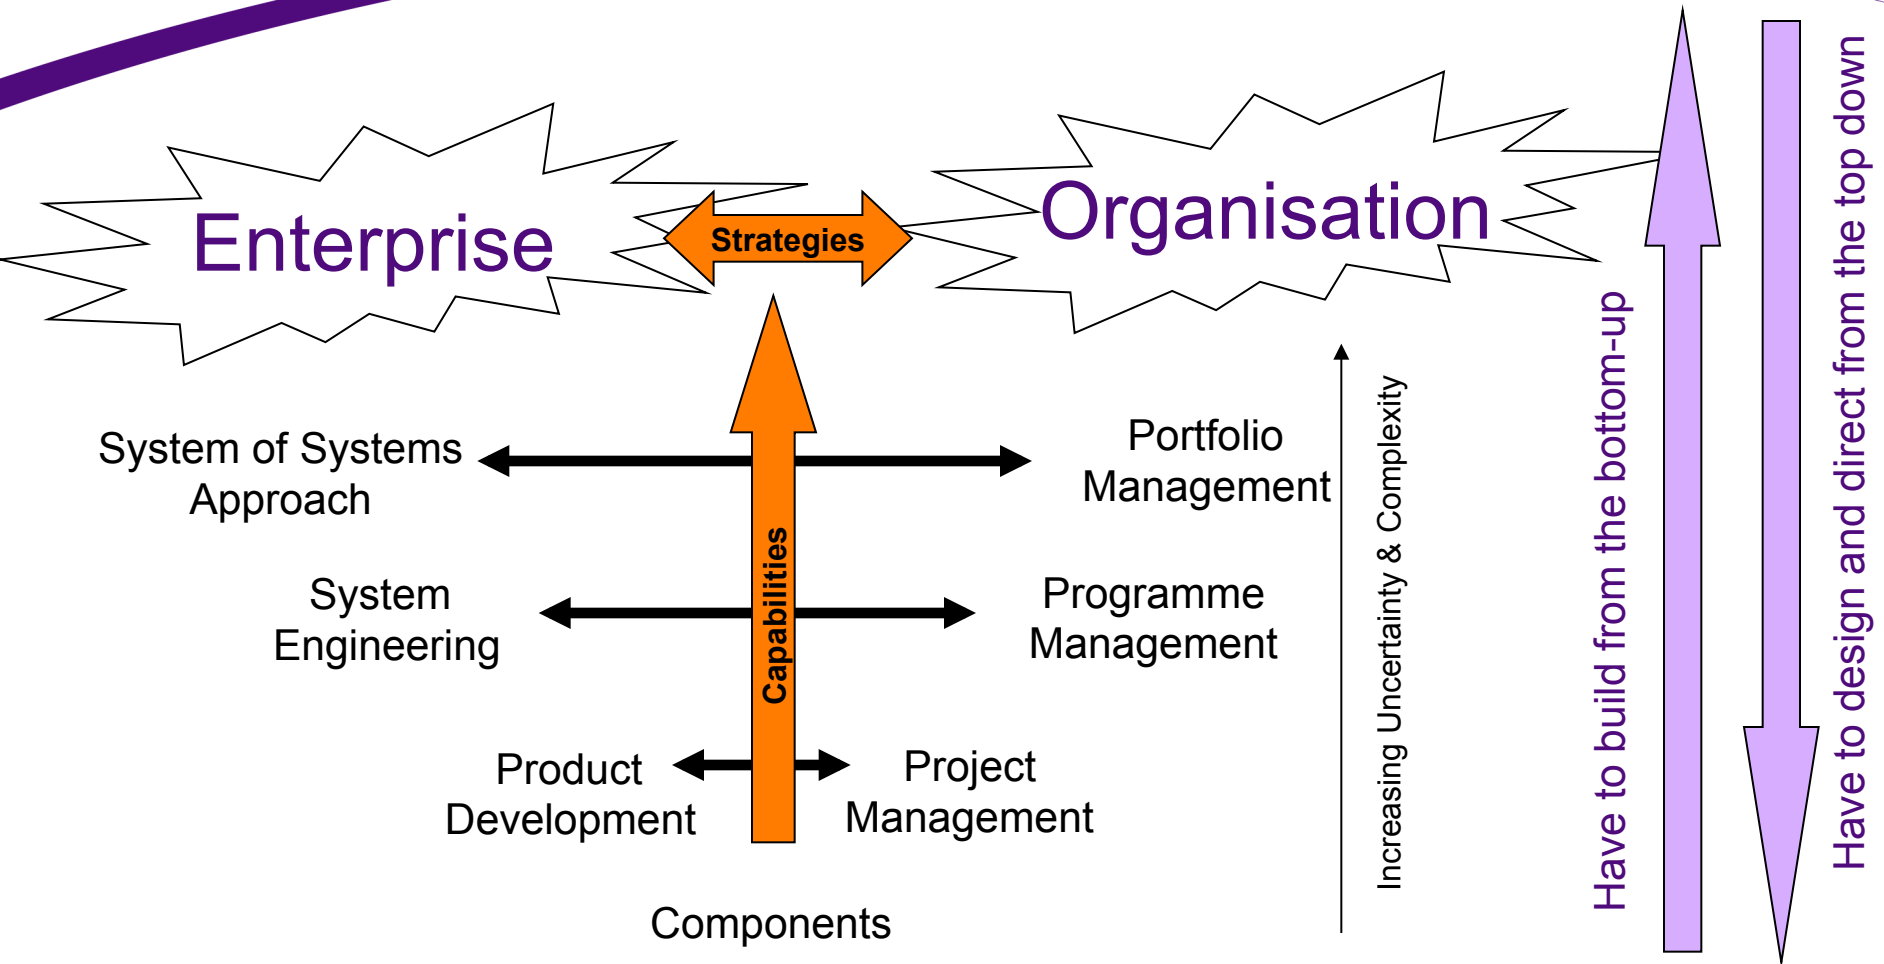 Enterprise
Strategies
Organisation
System of Systems
Approach
Portfolio
Management
System
Engineering
Programme
Management
Product
Development
Project
Management
Components
Capabilities
Increasing Uncertainty & Complexity
Have to build from the bottom-up
Have to design and direct from the top down